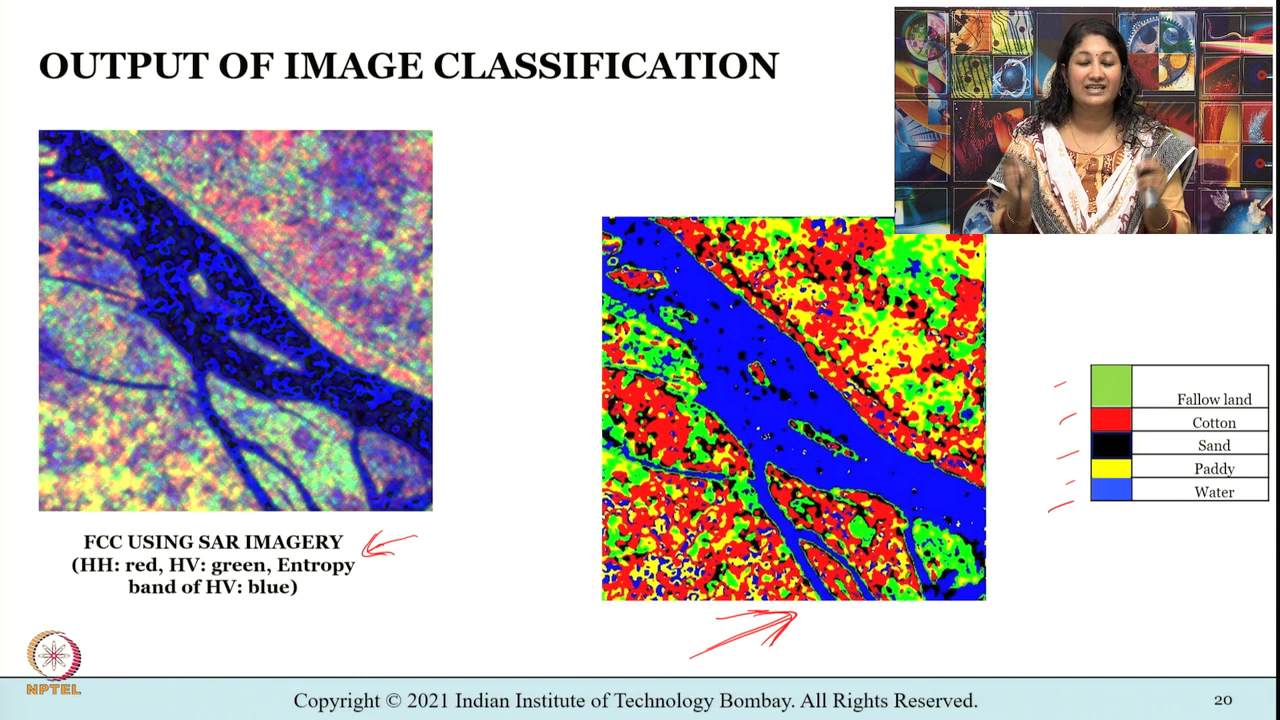 OUTPUT OF IMAGE CLASSIFICATION
FCC USING SAR IMAGERY
(HH: red, HV: green, Entropy
band of HV: blue)
Fallow land
Cotton
Sand
Paddy
Water
NPTEL
Copyright © 2021 Indian Institute of Technology Bombay. All Rights Reserved.
20